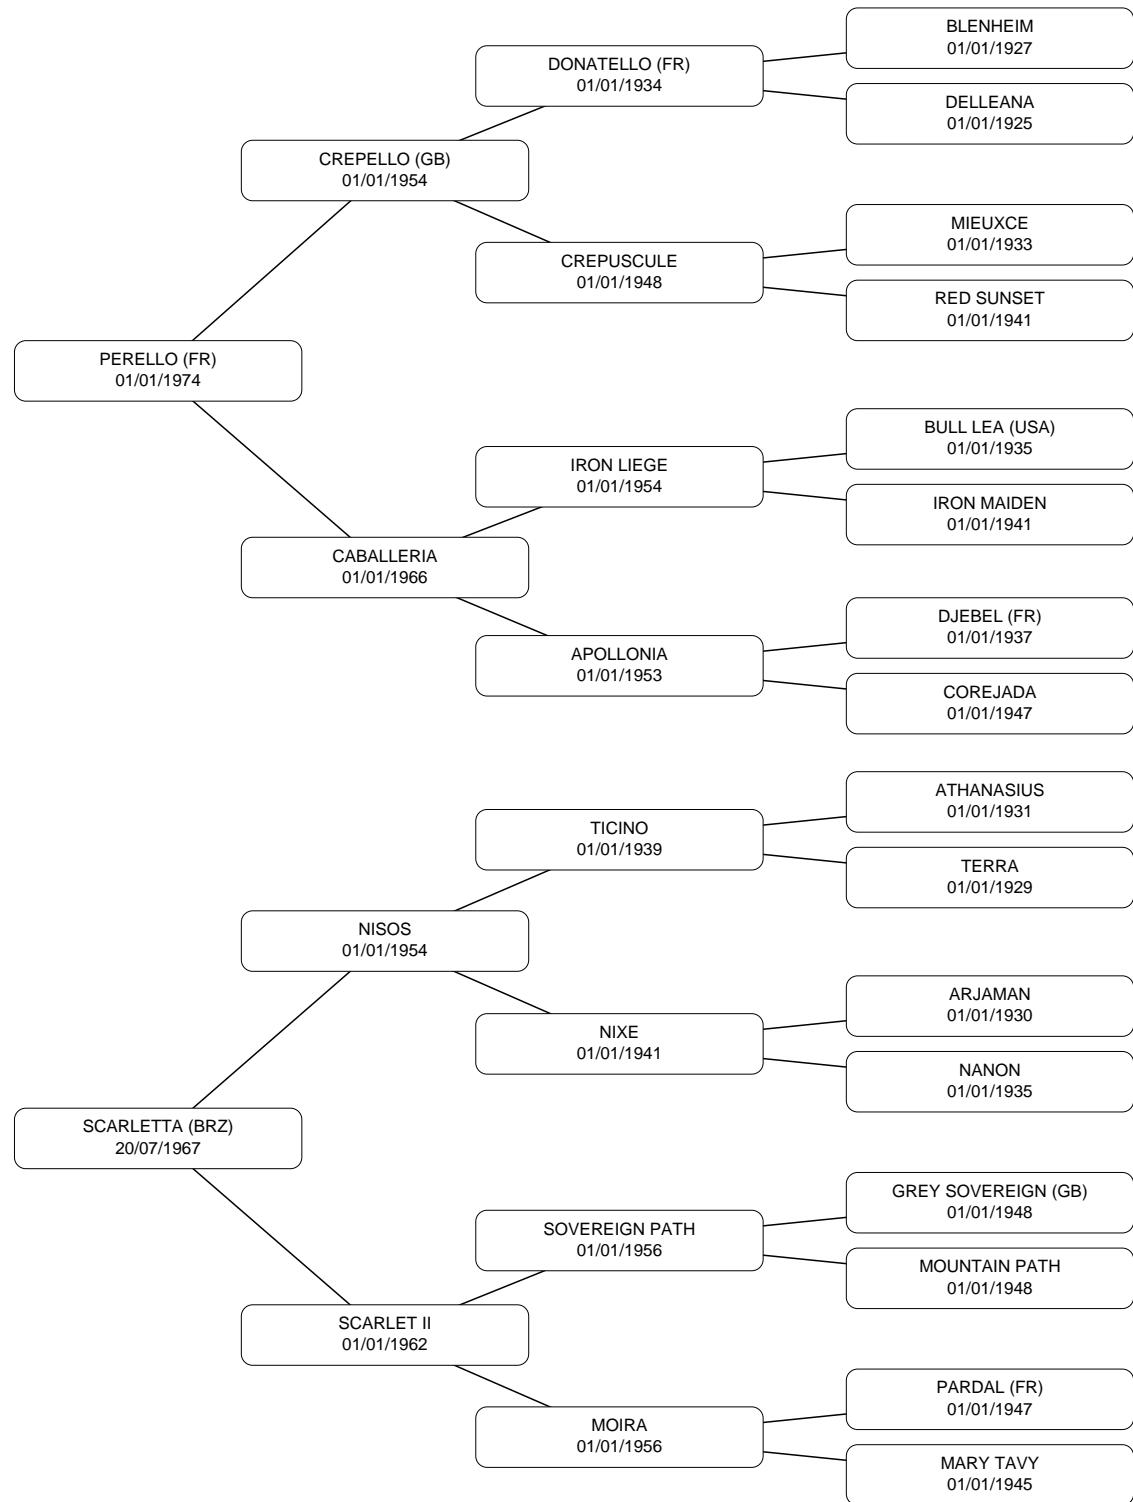 BLENHEIM
01/01/1927
DONATELLO (FR)
01/01/1934
DELLEANA
01/01/1925
CREPELLO (GB)
01/01/1954
MIEUXCE
01/01/1933
CREPUSCULE
01/01/1948
RED SUNSET
01/01/1941
PERELLO (FR)
01/01/1974
BULL LEA (USA)
01/01/1935
IRON LIEGE
01/01/1954
IRON MAIDEN
01/01/1941
CABALLERIA
01/01/1966
DJEBEL (FR)
01/01/1937
APOLLONIA
01/01/1953
COREJADA
01/01/1947
ATHANASIUS
01/01/1931
TICINO
01/01/1939
TERRA
01/01/1929
NISOS
01/01/1954
ARJAMAN
01/01/1930
NIXE
01/01/1941
NANON
01/01/1935
SCARLETTA (BRZ)
20/07/1967
GREY SOVEREIGN (GB)
01/01/1948
SOVEREIGN PATH
01/01/1956
MOUNTAIN PATH
01/01/1948
SCARLET II
01/01/1962
PARDAL (FR)
01/01/1947
MOIRA
01/01/1956
MARY TAVY
01/01/1945